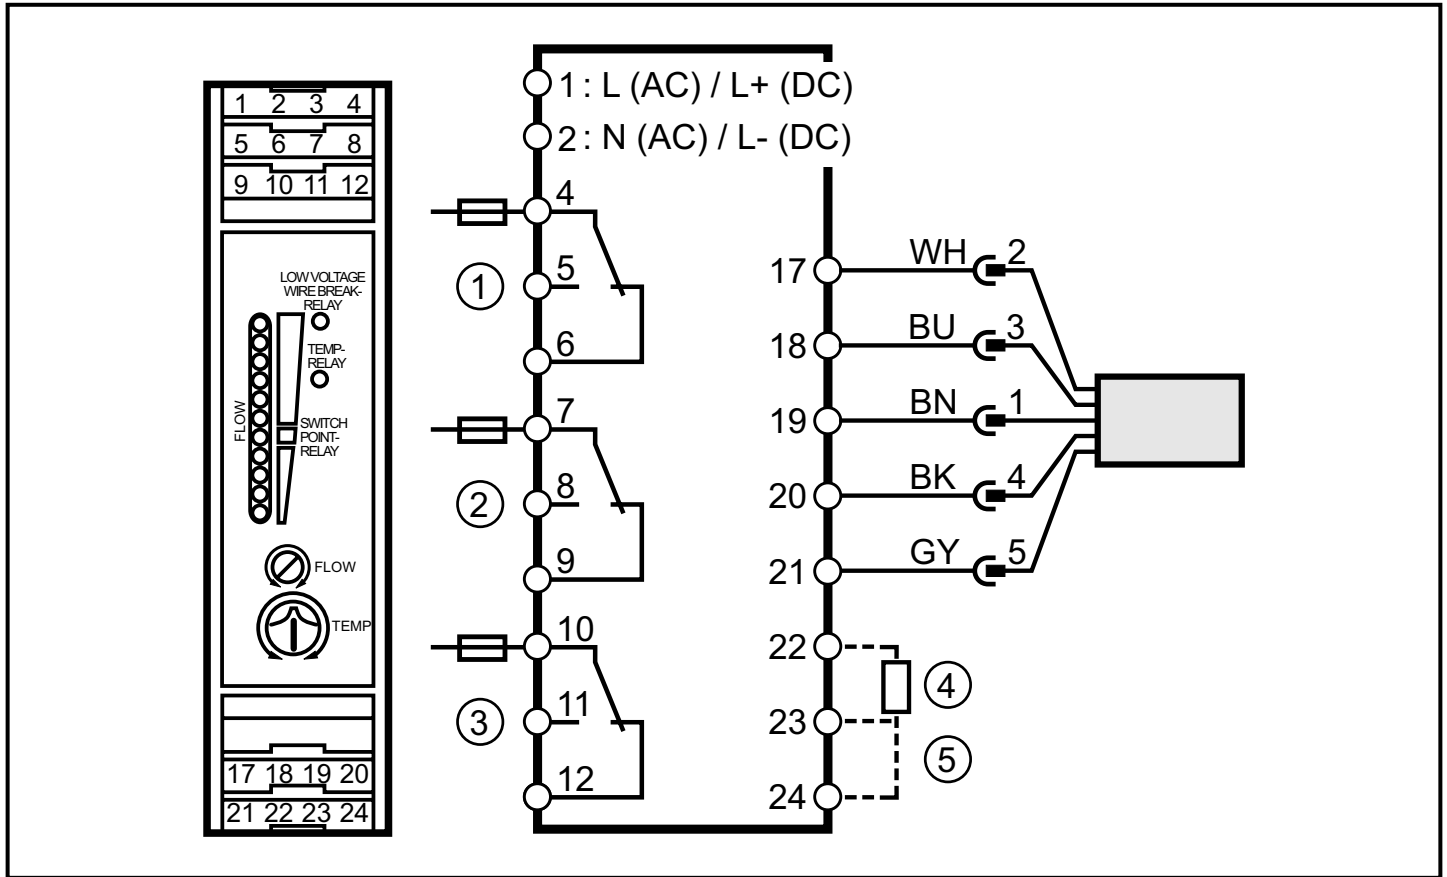 1 2 3 4
5 6 7 8
9 10 11 12
LOW VOLTAGE
WIRE BREAK-
RELAY
TEMP-
RELAY
FLOW
SWITCH
POINT-
RELAY
FLOW
TEMP
17 18 19 20
21 22 23 24
1: L (AC) / L+ (DC)
2: N (AC) / L- (DC)
4
1
5
6
7
2
8
9
10
3
11
12
17 WH 2
18 BU 3
19 BN 1
20 BK 4
21 GY 5
22
4
23
5
24